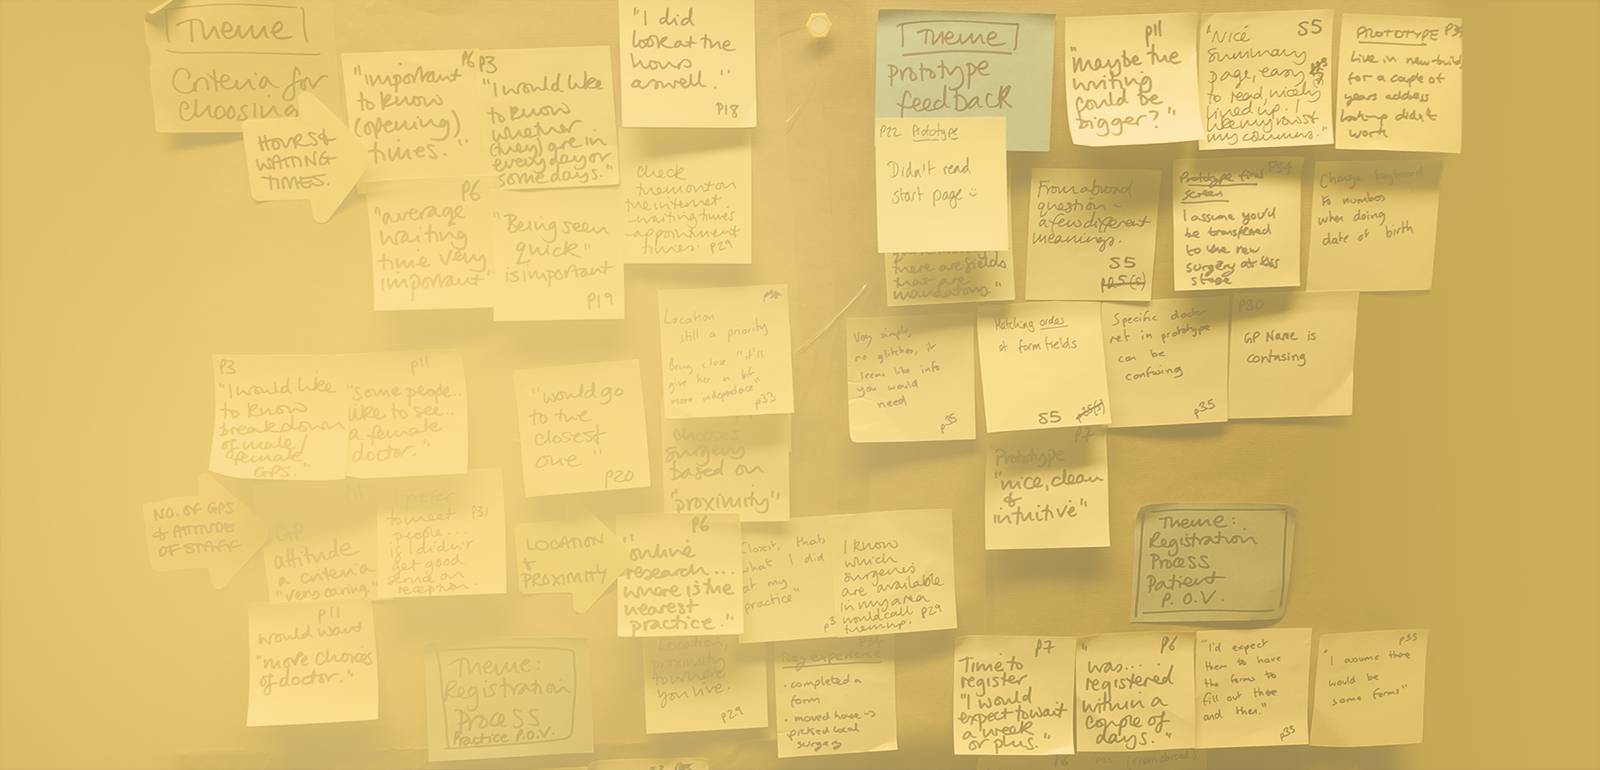 Theme
Criteria for
choosing
HOURS &
WAITING
TIMES.
P6
"important
to know
(opening)
times."
P3
"I would like
to know
whether
(they) are in
every day or
some days."
"I did
look at the
hours
aswell."
P18
P6
"average
waiting
time very
important"
"Being seen
quick"
is important
P19
check
them out on
the internet
- waiting times
- appointment
times. P29
P3
"I would like
to know
breakdown
of male/
female
GPs."
P11
"some people...
like to see...
a female
doctor."
"would go
to the
closest
one"
P20
Location
still a priority
Being close "it'll
give her a bit
more independence"
P33
chooses
surgery
based on
"proximity"
NO. OF GPS
& ATTITUDE
OF STAFF
GP
attitude
a criteria
"very caring"
I prefer
to meet P31
people...
if I didn't
get good
service on
reception.
LOCATION
&
PROXIMITY
P6
"online
research...
where is the
nearest
practice."
Closest, thats
what I did
at my
practice"
P3
I know
which
surgeries
are available
in my area
would call P29
them up.
P11
would want
"more choices
of doctor."
Theme:
Registration
Process
Practice P.O.V.
Location,
proximity
to where
you live.
P29
Reg experience
• completed a
form
• moved house ->
picked local
surgery
Theme
prototype
feedback
P11
"maybe the
writing
could be
bigger?"
"Nice S5
summary
page, easy
to read, nicely
lined up. I
like my rows &
my columns."
PROTOTYPE
Live in new-build
for a couple of
years address
look-up didn't
work
P22 Prototype
Didn't read
start page
there are fields
that are
mandatory."
From abroad
question -
a few different
meanings.
S5
Prototype first P34
screen
I assume you'd
be transferred
to the new
surgery at this
stage
Change keyboard
to numbers
when doing
date of birth
Very simple,
no glitches, it
seems like info
you would
need
P35
Matching order
of form fields
S5
Specific doctor
not in prototype
can be
confusing
P35
P30
GP Name is
confusing
P7
Prototype
"nice, clean
&
intuitive"
Theme:
Registration
Process
Patient
P.O.V.
P7
Time to
register
"I would
expect to wait
a week
or plus."
P6
"was...
registered
within a
couple of
days."
"I'd expect
them to have
the forms to
fill out there
and then."
P35
P35
"I assume there
would be
some forms"